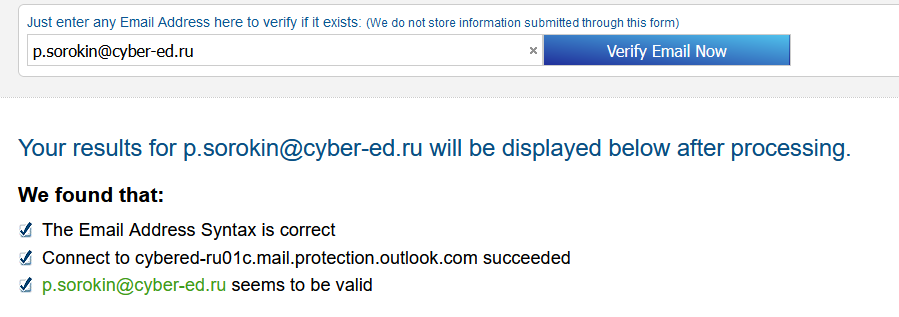 Just enter any Email Address here to verify if it exists: (We do not store information submitted through this form)
p.sorokin@cyber-ed.ru × Verify Email Now
Your results for p.sorokin@cyber-ed.ru will be displayed below after processing.
We found that:
The Email Address Syntax is correct
Connect to cybered-ru01c.mail.protection.outlook.com succeeded
p.sorokin@cyber-ed.ru seems to be valid